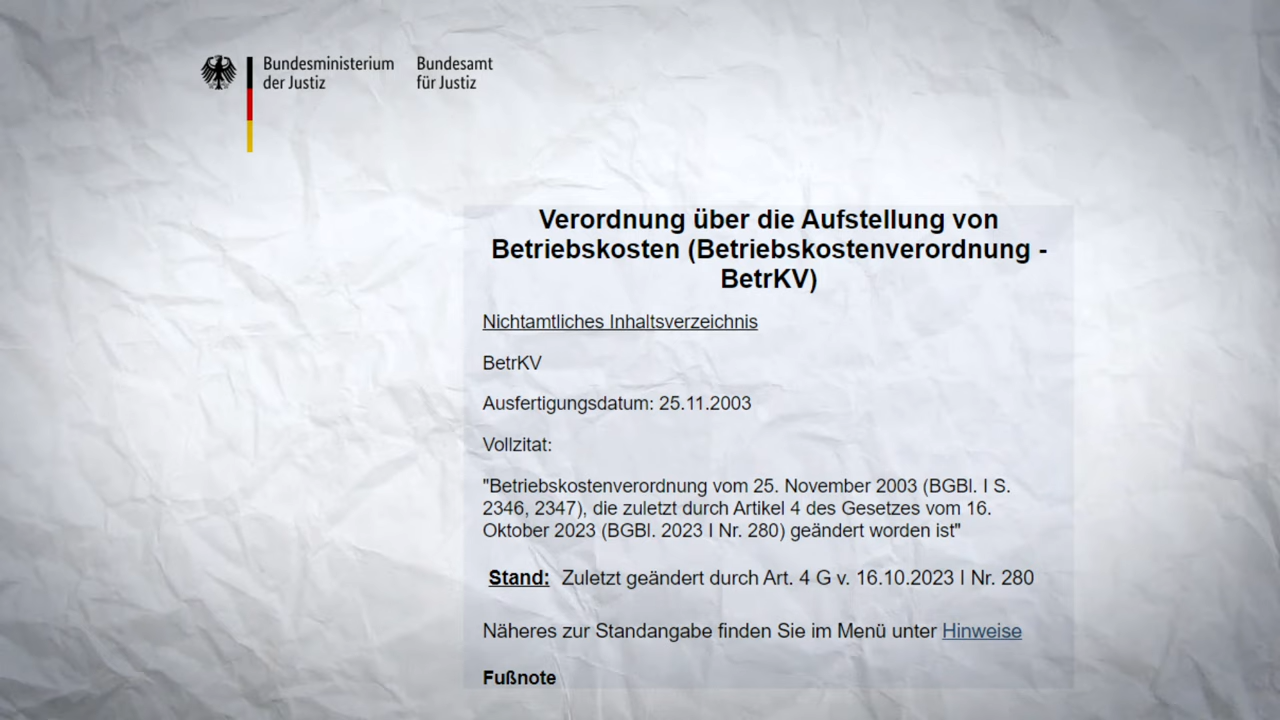 Bundesministerium
der Justiz
Bundesamt
für Justiz
Verordnung über die Aufstellung von
Betriebskosten (Betriebskostenverordnung -
BetrKV)
Nichtamtliches Inhaltsverzeichnis
BetrKV
Ausfertigungsdatum: 25.11.2003
Vollzitat:
"Betriebskostenverordnung vom 25. November 2003 (BGBl. I S.
2346, 2347), die zuletzt durch Artikel 4 des Gesetzes vom 16.
Oktober 2023 (BGBl. 2023 I Nr. 280) geändert worden ist"
Stand: Zuletzt geändert durch Art. 4 G v. 16.10.2023 I Nr. 280
Näheres zur Standangabe finden Sie im Menü unter Hinweise
Fußnote